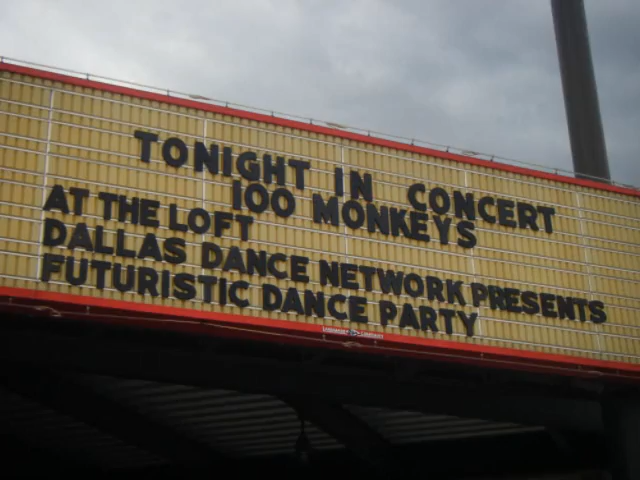 TONIGHT IN CONCERT
100 MONKEYS
AT THE LOFT
DALLAS DANCE NETWORK PRESENTS
FUTURISTIC DANCE PARTY